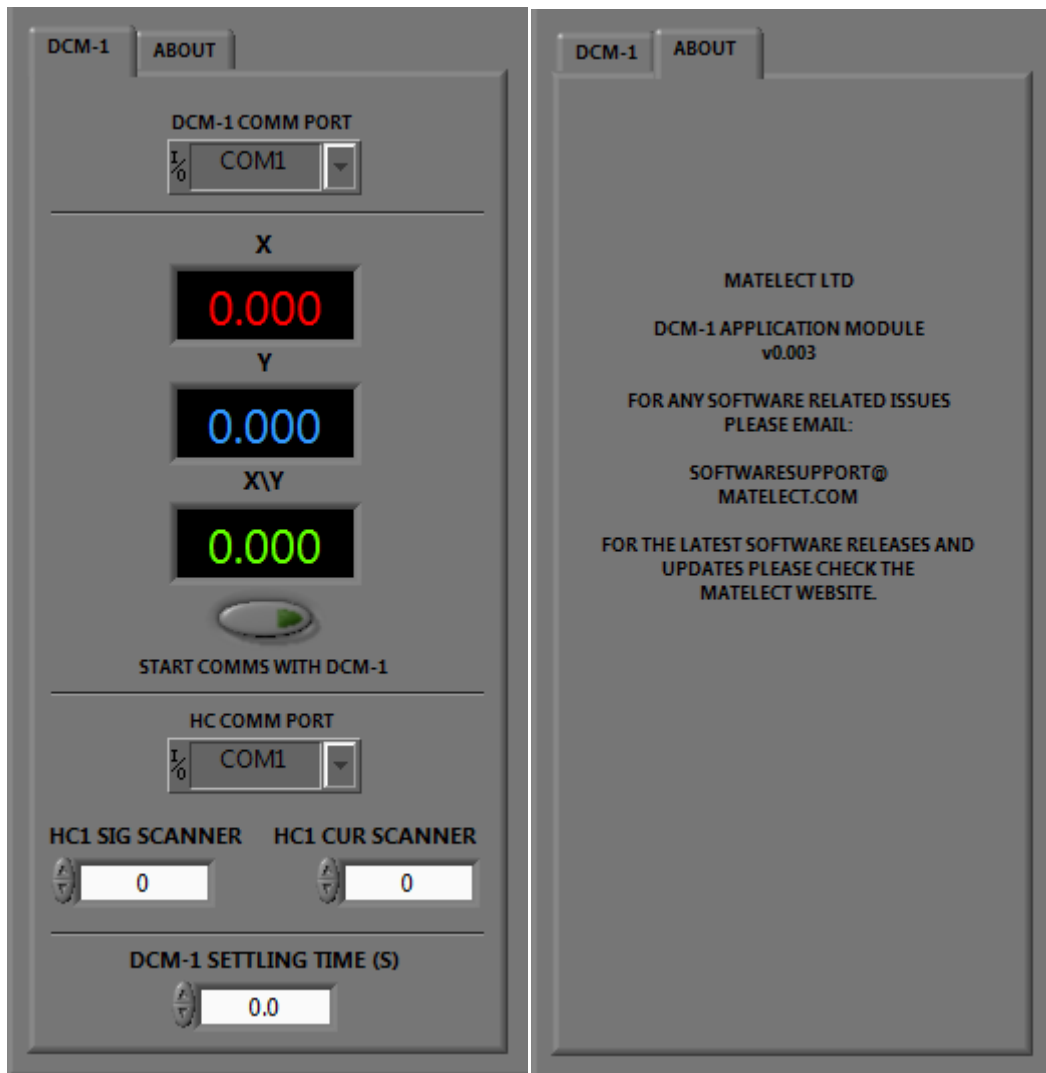 DCM-1 ABOUT
DCM-1 COMM PORT
I/O COM1
X
0.000
Y
0.000
X\Y
0.000
START COMMS WITH DCM-1
HC COMM PORT
I/O COM1
HC1 SIG SCANNER HC1 CUR SCANNER
0 0
DCM-1 SETTLING TIME (S)
0.0
DCM-1 ABOUT
MATELECT LTD
DCM-1 APPLICATION MODULE
v0.003
FOR ANY SOFTWARE RELATED ISSUES
PLEASE EMAIL:
SOFTWARESUPPORT@
MATELECT.COM
FOR THE LATEST SOFTWARE RELEASES AND
UPDATES PLEASE CHECK THE
MATELECT WEBSITE.